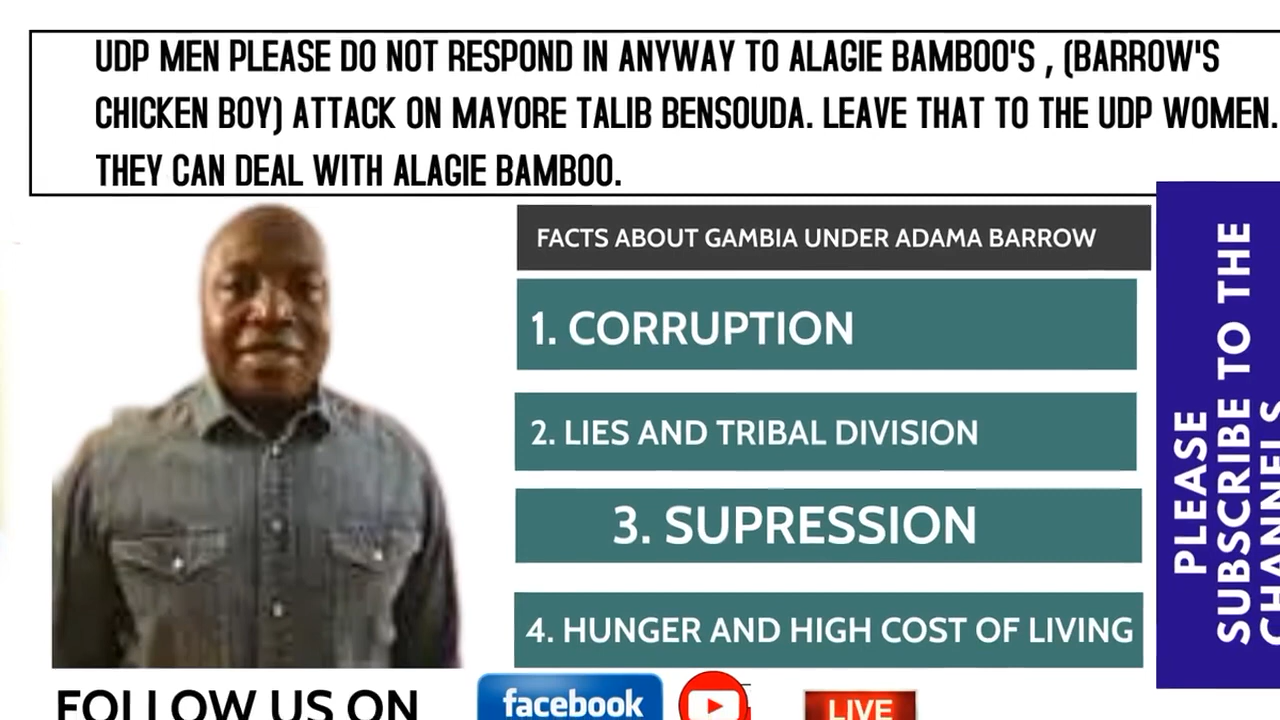 UDP MEN PLEASE DO NOT RESPOND IN ANYWAY TO ALAGIE BAMBOO'S , (BARROW'S
CHICKEN BOY) ATTACK ON MAYORE TALIB BENSOUDA. LEAVE THAT TO THE UDP WOMEN.
THEY CAN DEAL WITH ALAGIE BAMBOO.
FACTS ABOUT GAMBIA UNDER ADAMA BARROW
1. CORRUPTION
2. LIES AND TRIBAL DIVISION
3. SUPRESSION
4. HUNGER AND HIGH COST OF LIVING
PLEASE
SUBSCRIBE TO THE
CHANNELS
FOLLOW US ON
facebook
LIVE